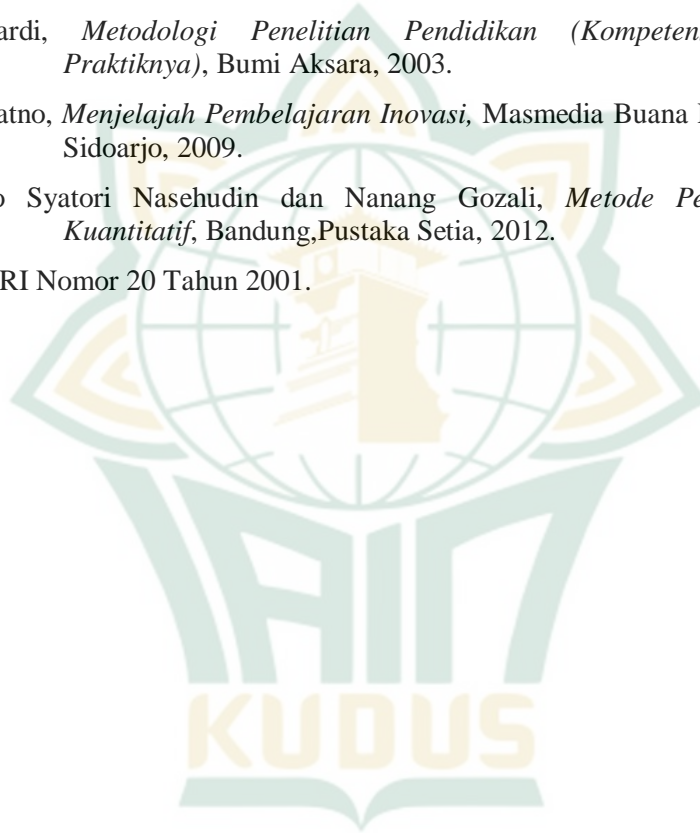 ardi, Metodologi Penelitian Pendidikan (Kompeten
Praktiknya), Bumi Aksara, 2003.
atno, Menjelajah Pembelajaran Inovasi, Masmedia Buana
Sidoarjo, 2009.
Syatori Nasehudin dan Nanang Gozali, Metode Pe
Kuantitatif, Bandung,Pustaka Setia, 2012.
RI Nomor 20 Tahun 2001.
IAIN
KUDUS